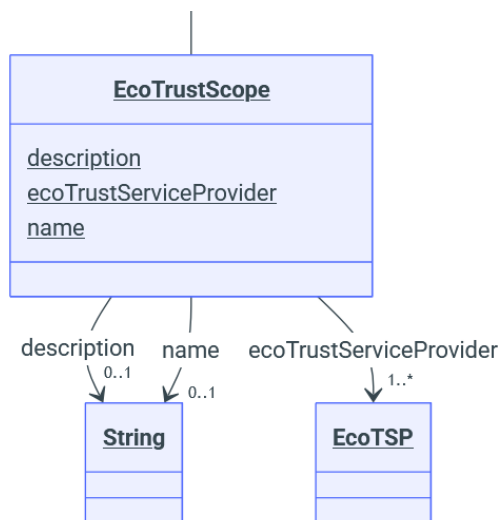 EcoTrustScope
description
ecoTrustServiceProvider
name
description name ecoTrustServiceProvider
0..1 0..1 1..*
String EcoTSP